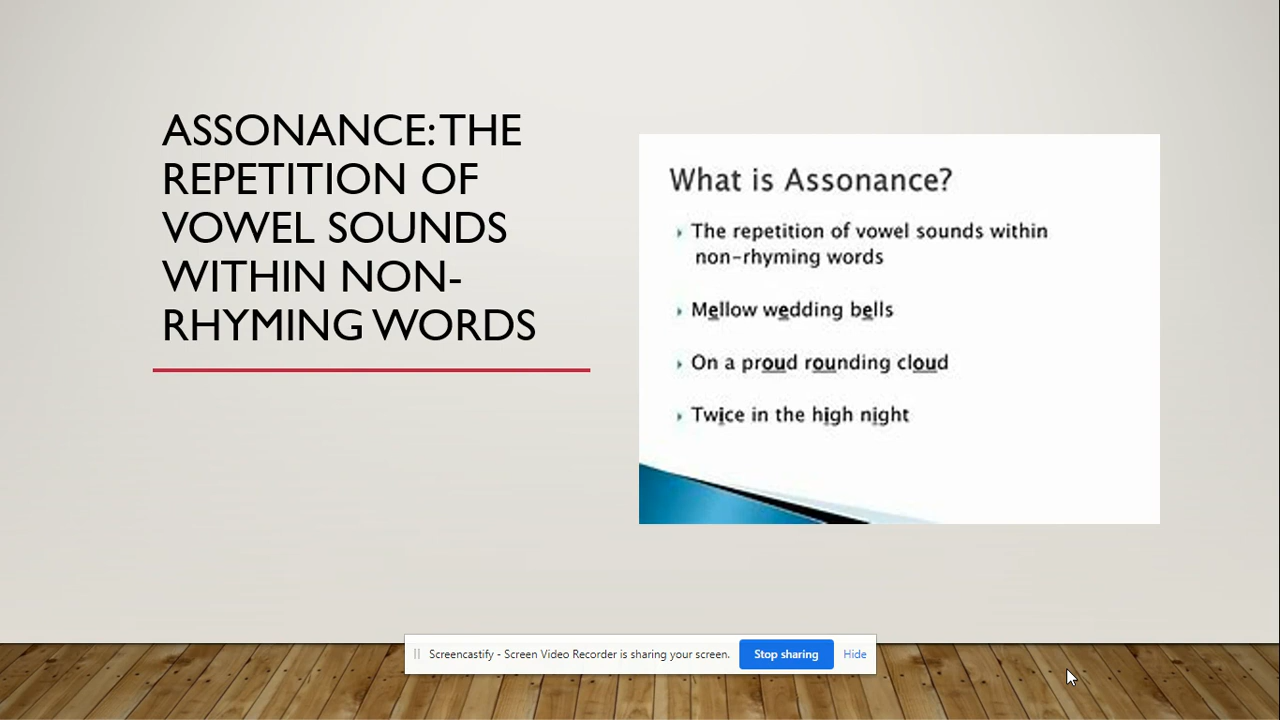 ASSONANCE: THE
REPETITION OF
VOWEL SOUNDS
WITHIN NON-
RHYMING WORDS
What is Assonance?
The repetition of vowel sounds within
non-rhyming words
Mellow wedding bells
On a proud rounding cloud
Twice in the high night
Screencastify - Screen Video Recorder is sharing your screen.
Stop sharing
Hide